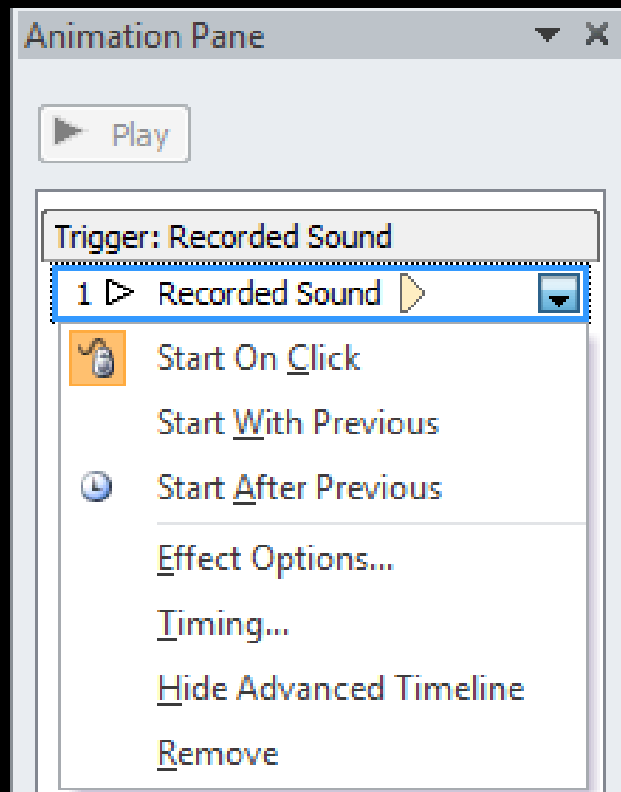 Animation Pane
Play
Trigger: Recorded Sound
1 Recorded Sound
Start On Click
Start With Previous
Start After Previous
Effect Options...
Timing...
Hide Advanced Timeline
Remove